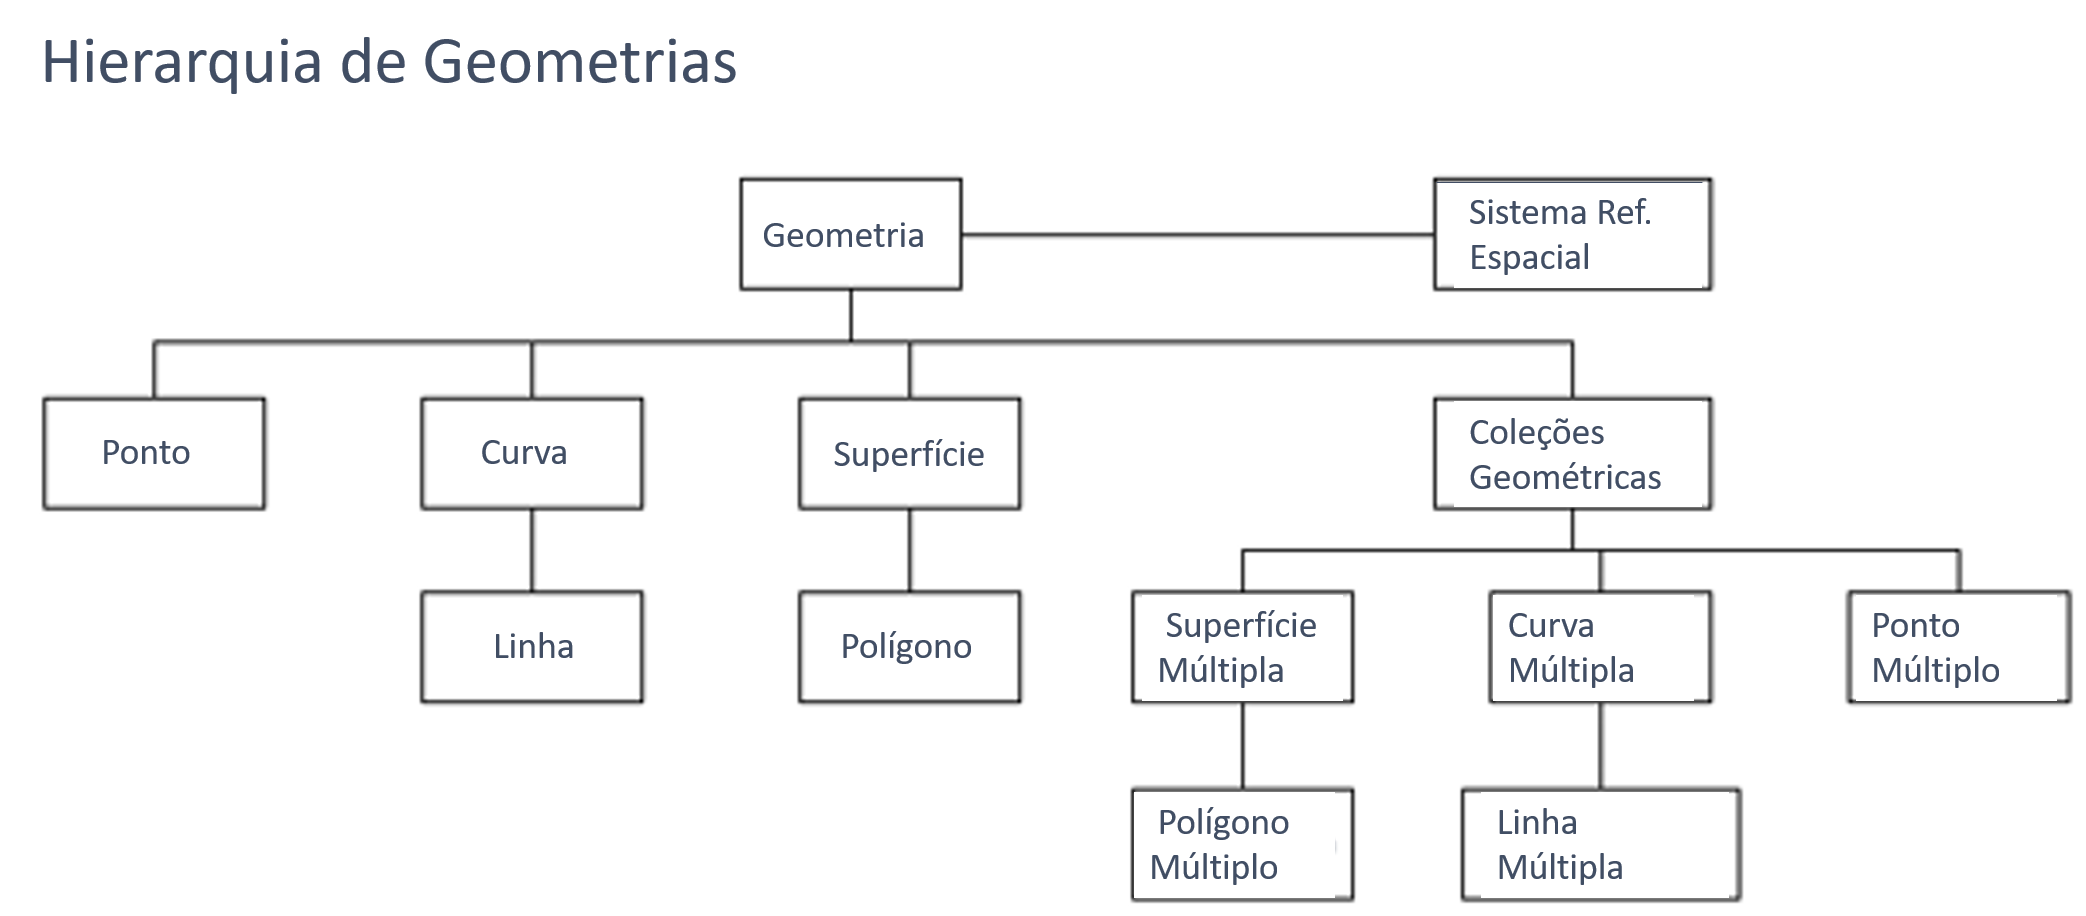 Hierarquia de Geometrias
Geometria
Sistema Ref.
Espacial
Ponto
Curva
Superfície
Coleções
Geométricas
Linha
Polígono
Superfície
Múltipla
Curva
Múltipla
Ponto
Múltiplo
Polígono
Múltiplo
Linha
Múltipla